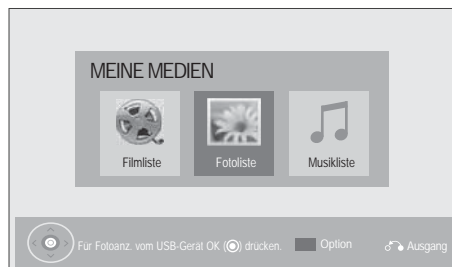 MEINE MEDIEN
Filmliste
Fotoliste
Musikliste
Für Fotoanz. vom USB-Gerät OK (◉) drücken. Option Ausgang